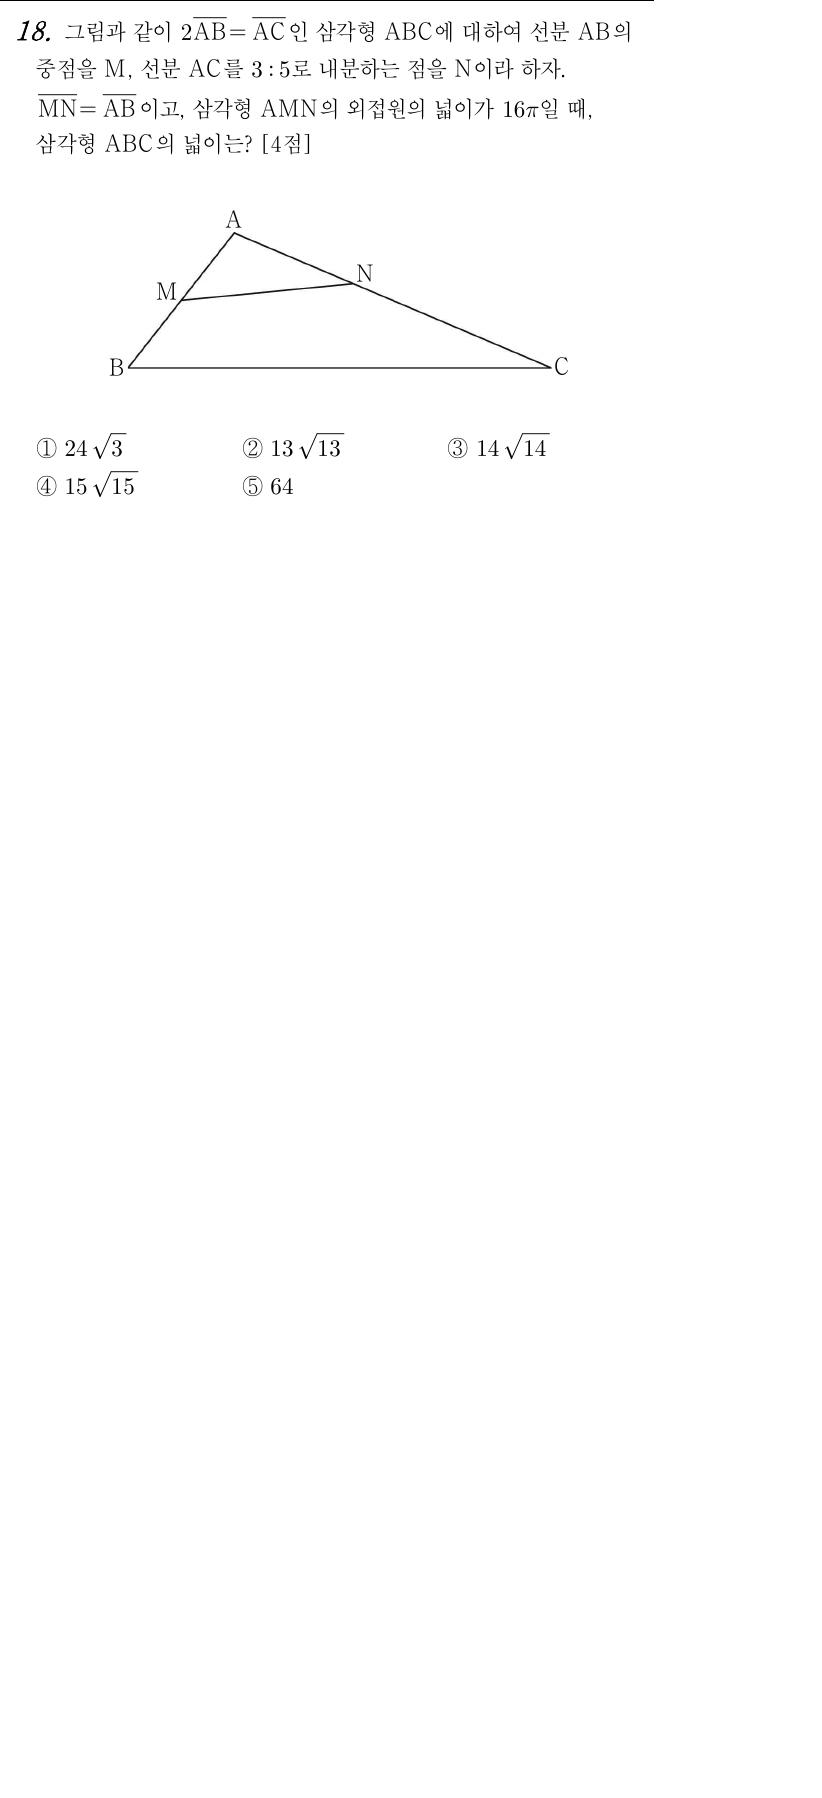 18. 그림과 같이 $2\overline{AB}=\overline{AC}$인 삼각형 ABC에 대하여 선분 AB의
중점을 M, 선분 AC를 3 : 5로 내분하는 점을 N이라 하자.
$\overline{MN}=\overline{AB}$이고, 삼각형 AMN의 외접원의 넓이가 $16\pi$일 때,
삼각형 ABC의 넓이는? [4점]
A
N
M
B
C
① $24\sqrt{3}$ ② $13\sqrt{13}$ ③ $14\sqrt{14}$
④ $15\sqrt{15}$ ⑤ 64